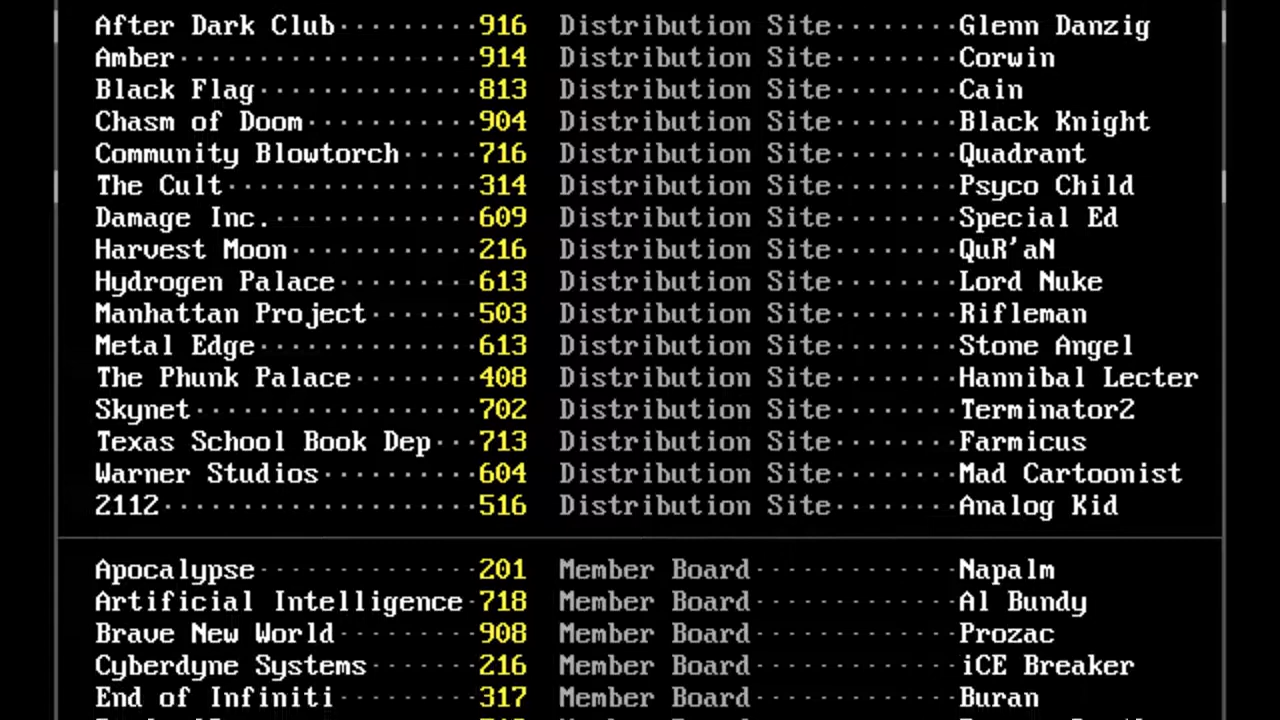 After Dark Club·········916 Distribution Site········Glenn Danzig
Amber···················914 Distribution Site········Corwin
Black Flag··············813 Distribution Site········Cain
Chasm of Doom···········904 Distribution Site········Black Knight
Community Blowtorch·····716 Distribution Site········Quadrant
The Cult················314 Distribution Site········Psyco Child
Damage Inc.·············609 Distribution Site········Special Ed
Harvest Moon············216 Distribution Site········QuR'aN
Hydrogen Palace·········613 Distribution Site········Lord Nuke
Manhattan Project·······503 Distribution Site········Rifleman
Metal Edge··············613 Distribution Site········Stone Angel
The Phunk Palace········408 Distribution Site········Hannibal Lecter
Skynet··················702 Distribution Site········Terminator2
Texas School Book Dep···713 Distribution Site········Farmicus
Warner Studios··········604 Distribution Site········Mad Cartoonist
2112····················516 Distribution Site········Analog Kid
Apocalypse··············201 Member Board·············Napalm
Artificial Intelligence·718 Member Board·············Al Bundy
Brave New World·········908 Member Board·············Prozac
Cyberdyne Systems·······216 Member Board·············iCE Breaker
End of Infiniti·········317 Member Board·············Buran